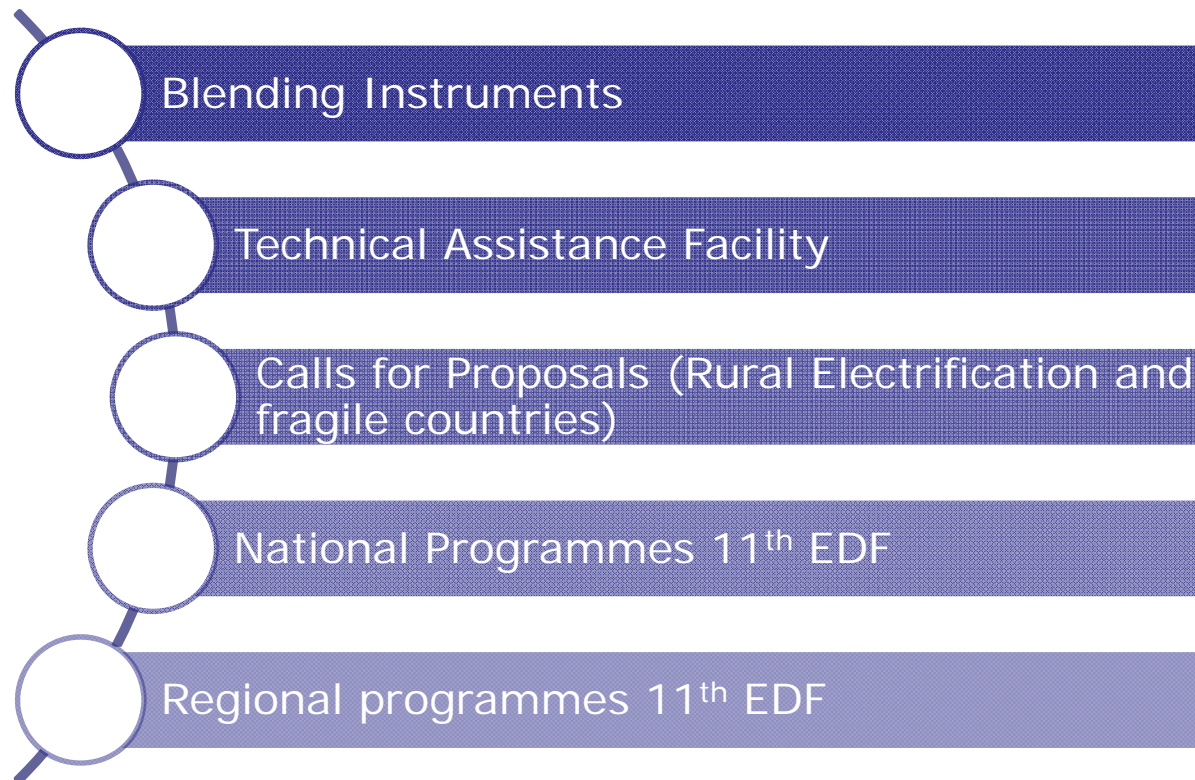 Blending Instruments
Technical Assistance Facility
Calls for Proposals (Rural Electrification and
fragile countries)
National Programmes 11th EDF
Regional programmes 11th EDF